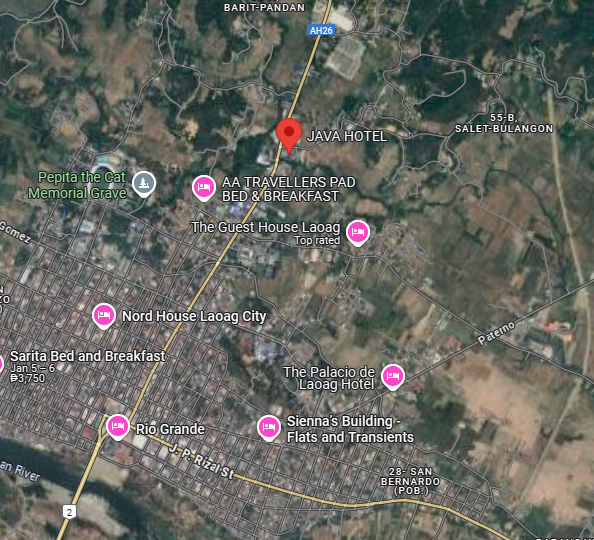 BARIT-PANDAN
AH26
JAVA HOTEL
55-B,
SALET-BULANGON
Pepita the Cat
Memorial Grave
AA TRAVELLERS PAD
BED & BREAKFAST
The Guest House Laoag
Top rated
Gomez
Nord House Laoag City
Paterno
Sarita Bed and Breakfast
Jan 5 – 6
₱3,750
The Palacio de
Laoag Hotel
Rio Grande
Sienna's Building -
Flats and Transients
J. P. Rizal St
an River
28- SAN
BERNARDO
(POB.)
2